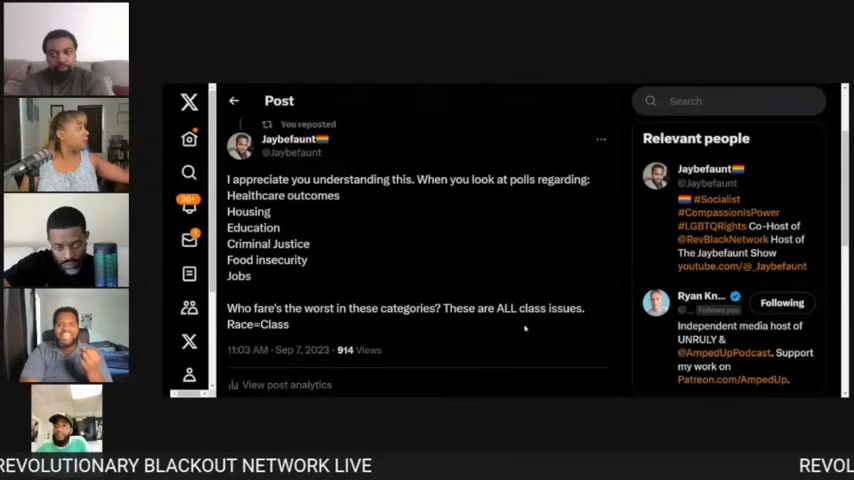 Post
Search
You reposted
Jaybefaunt
@Jaybefaunt
I appreciate you understanding this. When you look at polls regarding:
Healthcare outcomes
Housing
Education
Criminal Justice
Food insecurity
Jobs
Who fare's the worst in these categories? These are ALL class issues.
Race=Class
11:03 AM · Sep 7, 2023 · 914 Views
View post analytics
20+
Relevant people
Jaybefaunt
@Jaybefaunt
#Socialist
#CompassionIsPower
#LGBTQRights Co-Host of
@RevBlackNetwork Host of
The Jaybefaunt Show
youtube.com/@_Jaybefaunt
Ryan Kn...
@_... Follows you
Following
Independent media host of
UNRULY &
@AmpedUpPodcast. Support
my work on
Patreon.com/AmpedUp.
REVOLUTIONARY BLACKOUT NETWORK LIVE
REVOL